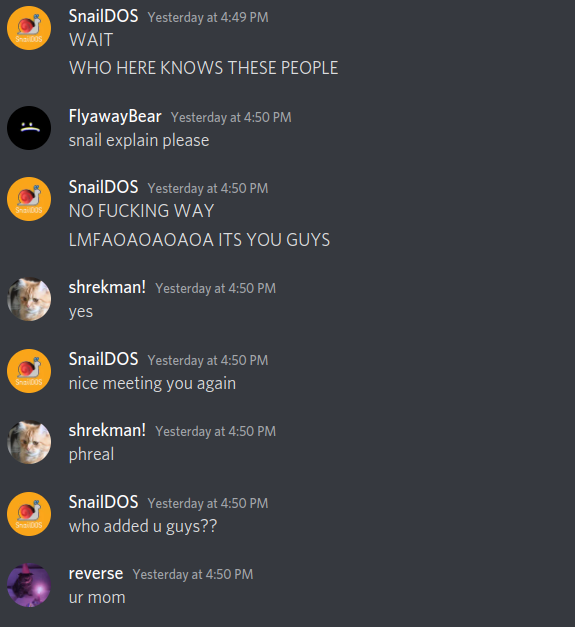 SnailDOS Yesterday at 4:49 PM
WAIT
WHO HERE KNOWS THESE PEOPLE
FlyawayBear Yesterday at 4:50 PM
snail explain please
SnailDOS Yesterday at 4:50 PM
NO FUCKING WAY
LMFAOAOAOAOA ITS YOU GUYS
shrekman! Yesterday at 4:50 PM
yes
SnailDOS Yesterday at 4:50 PM
nice meeting you again
shrekman! Yesterday at 4:50 PM
phreal
SnailDOS Yesterday at 4:50 PM
who added u guys??
reverse Yesterday at 4:50 PM
ur mom